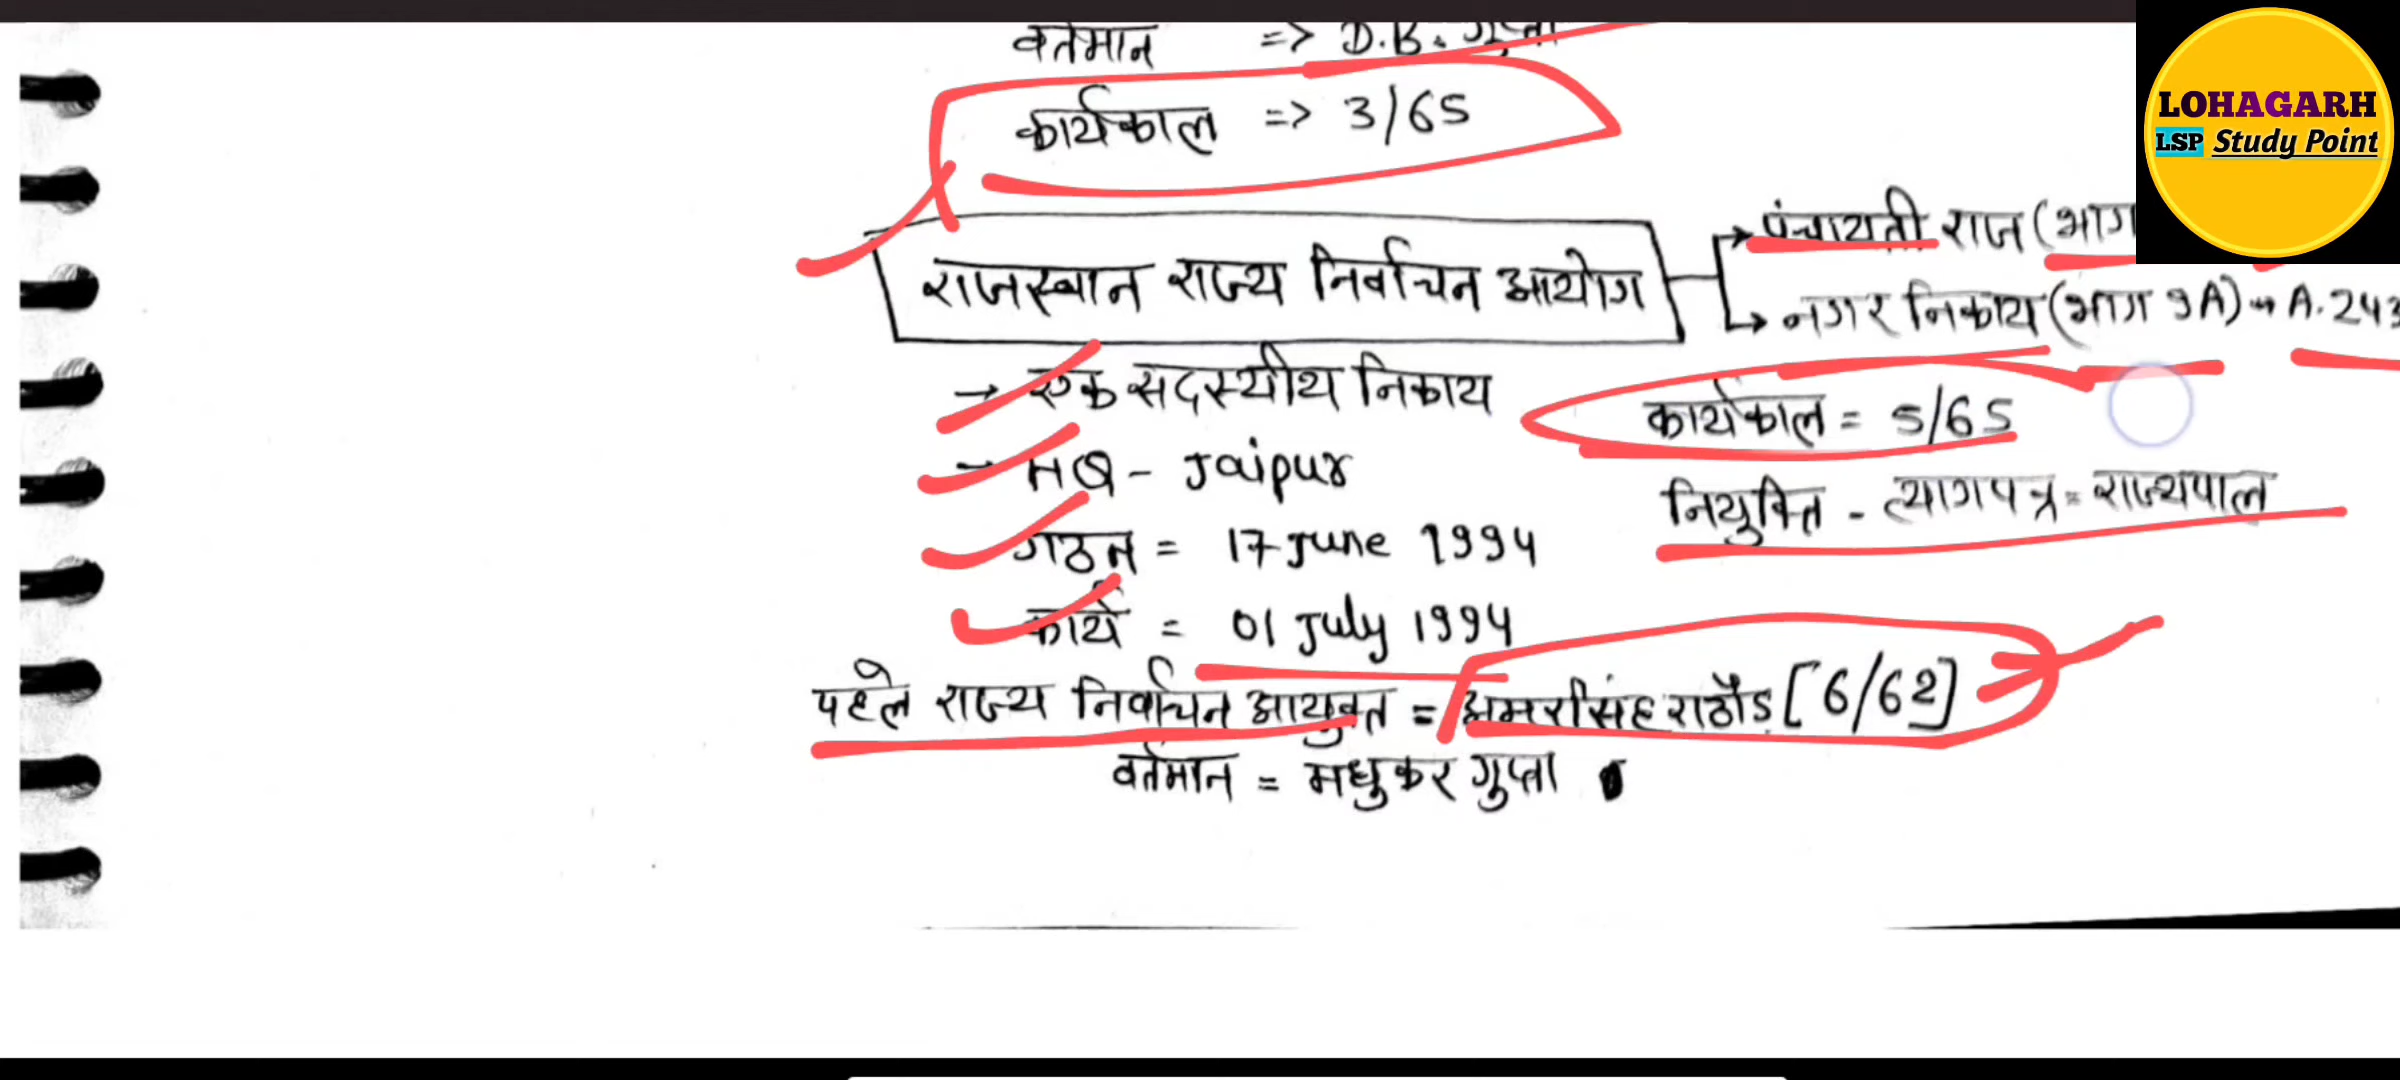 वर्तमान => D.B. गुप्ता
कार्यकाल => 3/65
राजस्थान राज्य निर्वाचन आयोग
→ पंचायती राज (भाग
→ नगर निकाय (भाग 9A) → A.243
→ एक सदस्यीय निकाय
कार्यकाल = 5/65
- HQ - Jaipur
नियुक्ति - त्यागपत्र = राज्यपाल
गठन = 17 June 1994
कार्य = 01 July 1994
पहले राज्य निर्वाचन आयुक्त = अमरसिंह राठौड़ [6/62]
वर्तमान = मधुकर गुप्ता
LOHAGARH
LSP Study Point